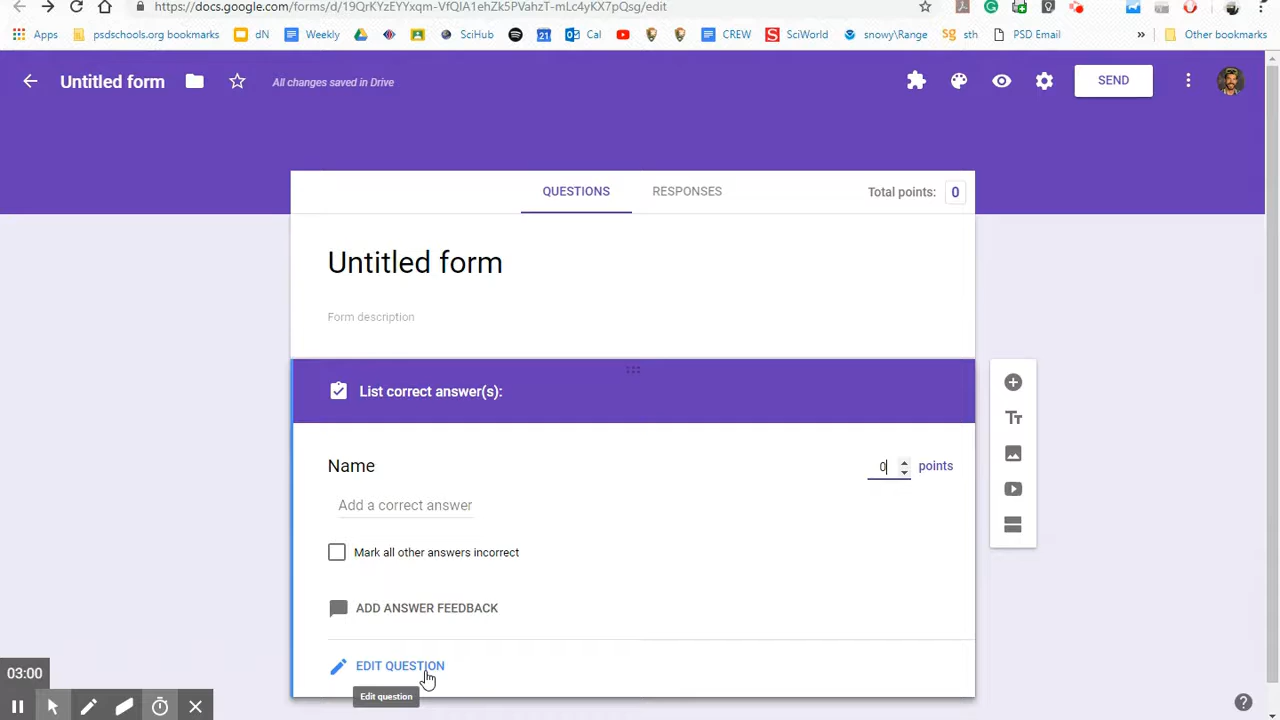 https://docs.google.com/forms/d/19QrKYzEYYxqm-VfQIA1ehZk5PVahzT-mLc4yKX7pQsg/edit
Apps psdschools.org bookmarks dN Weekly SciHub 21 Cal CREW S SciWorld snowy\Range sg sth PSD Email » Other bookmarks
Untitled form All changes saved in Drive SEND
QUESTIONS RESPONSES Total points: 0
Untitled form
Form description
List correct answer(s):
Name 0 points
Add a correct answer
Tт
Mark all other answers incorrect
ADD ANSWER FEEDBACK
EDIT QUESTION
03:00
Edit question